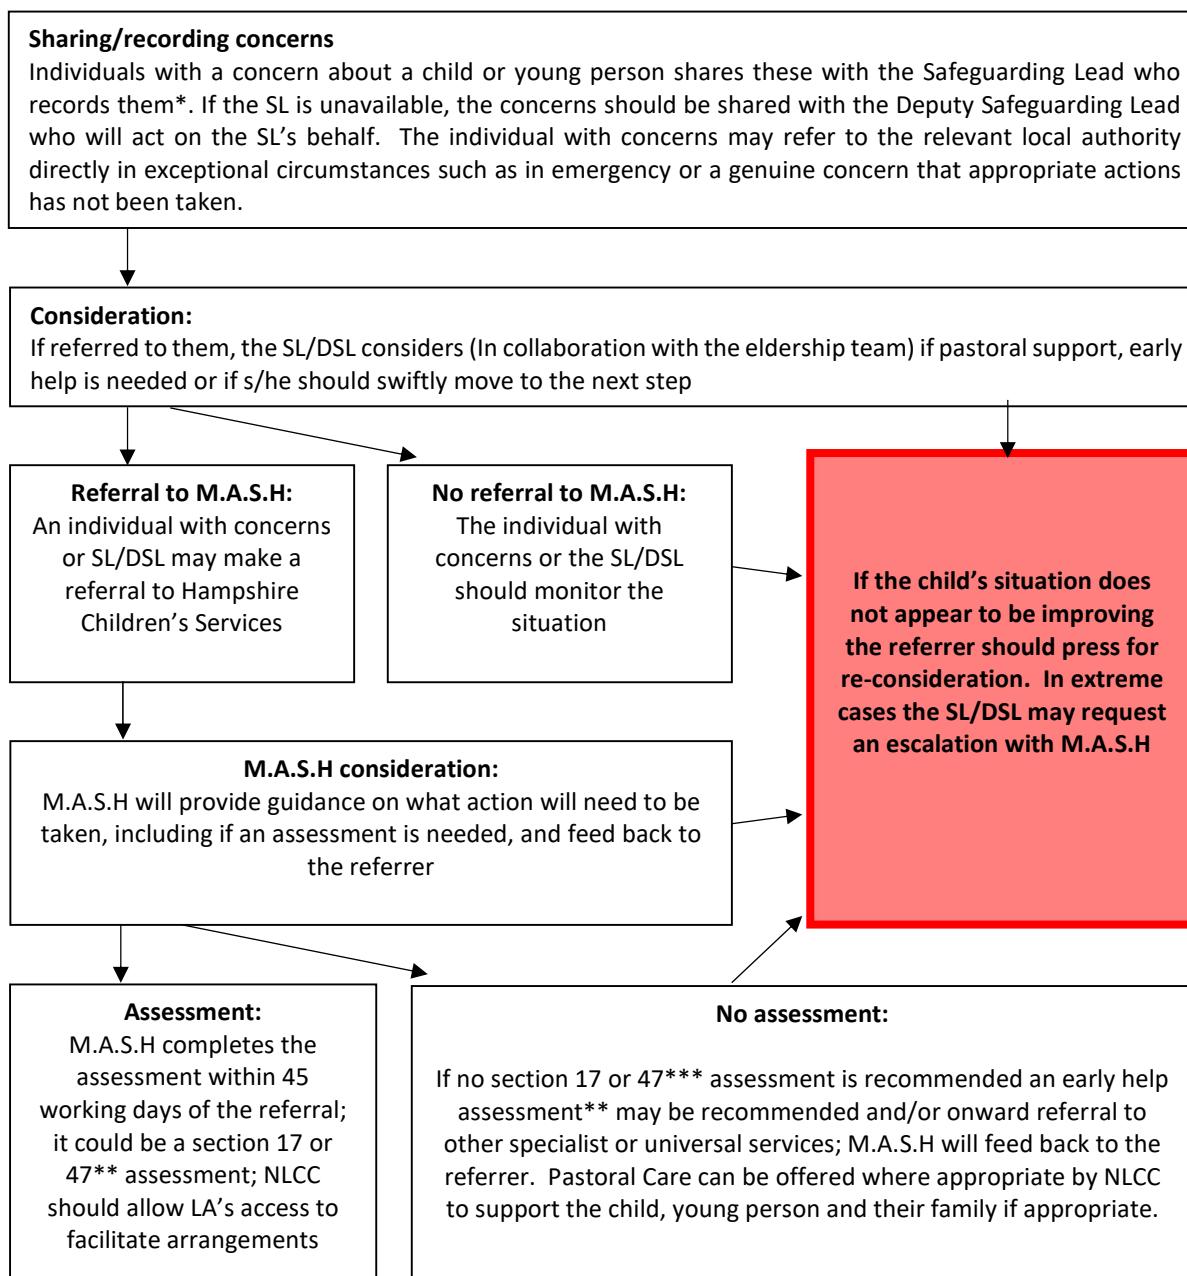 Sharing/recording concerns
Individuals with a concern about a child or young person shares these with the Safeguarding Lead who
records them*. If the SL is unavailable, the concerns should be shared with the Deputy Safeguarding Lead
who will act on the SL’s behalf. The individual with concerns may refer to the relevant local authority
directly in exceptional circumstances such as in emergency or a genuine concern that appropriate actions
has not been taken.
Consideration:
If referred to them, the SL/DSL considers (In collaboration with the eldership team) if pastoral support, early
help is needed or if s/he should swiftly move to the next step
Referral to M.A.S.H:
An individual with concerns
or SL/DSL may make a
referral to Hampshire
Children’s Services
No referral to M.A.S.H:
The individual with
concerns or the SL/DSL
should monitor the
situation
If the child’s situation does
not appear to be improving
the referrer should press for
re-consideration. In extreme
cases the SL/DSL may request
an escalation with M.A.S.H
M.A.S.H consideration:
M.A.S.H will provide guidance on what action will need to be
taken, including if an assessment is needed, and feed back to
the referrer
Assessment:
M.A.S.H completes the
assessment within 45
working days of the referral;
it could be a section 17 or
47** assessment; NLCC
should allow LA’s access to
facilitate arrangements
No assessment:
If no section 17 or 47*** assessment is recommended an early help
assessment** may be recommended and/or onward referral to
other specialist or universal services; M.A.S.H will feed back to the
referrer. Pastoral Care can be offered where appropriate by NLCC
to support the child, young person and their family if appropriate.